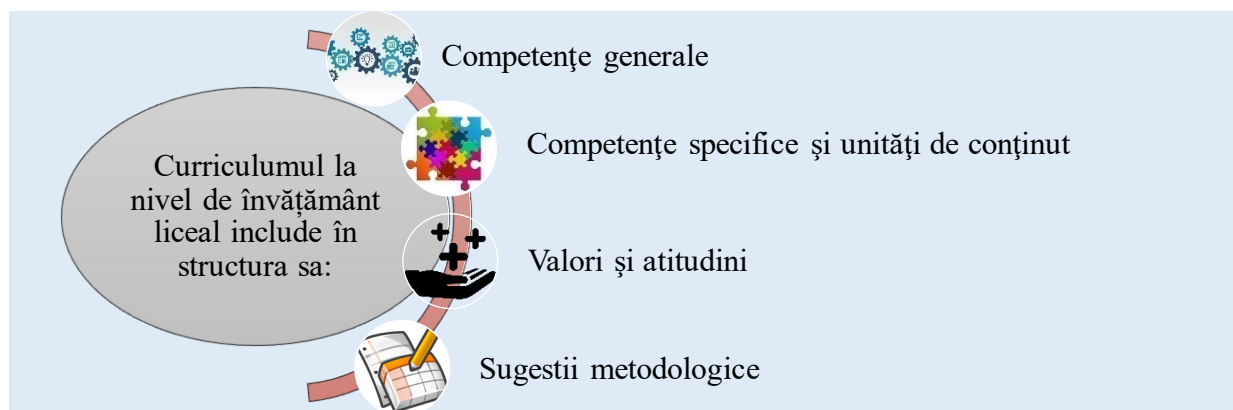 Competenţe generale
Curriculumul la
nivel de învățământ
liceal include în
structura sa:
Competenţe specifice şi unităţi de conţinut
Valori şi atitudini
Sugestii metodologice